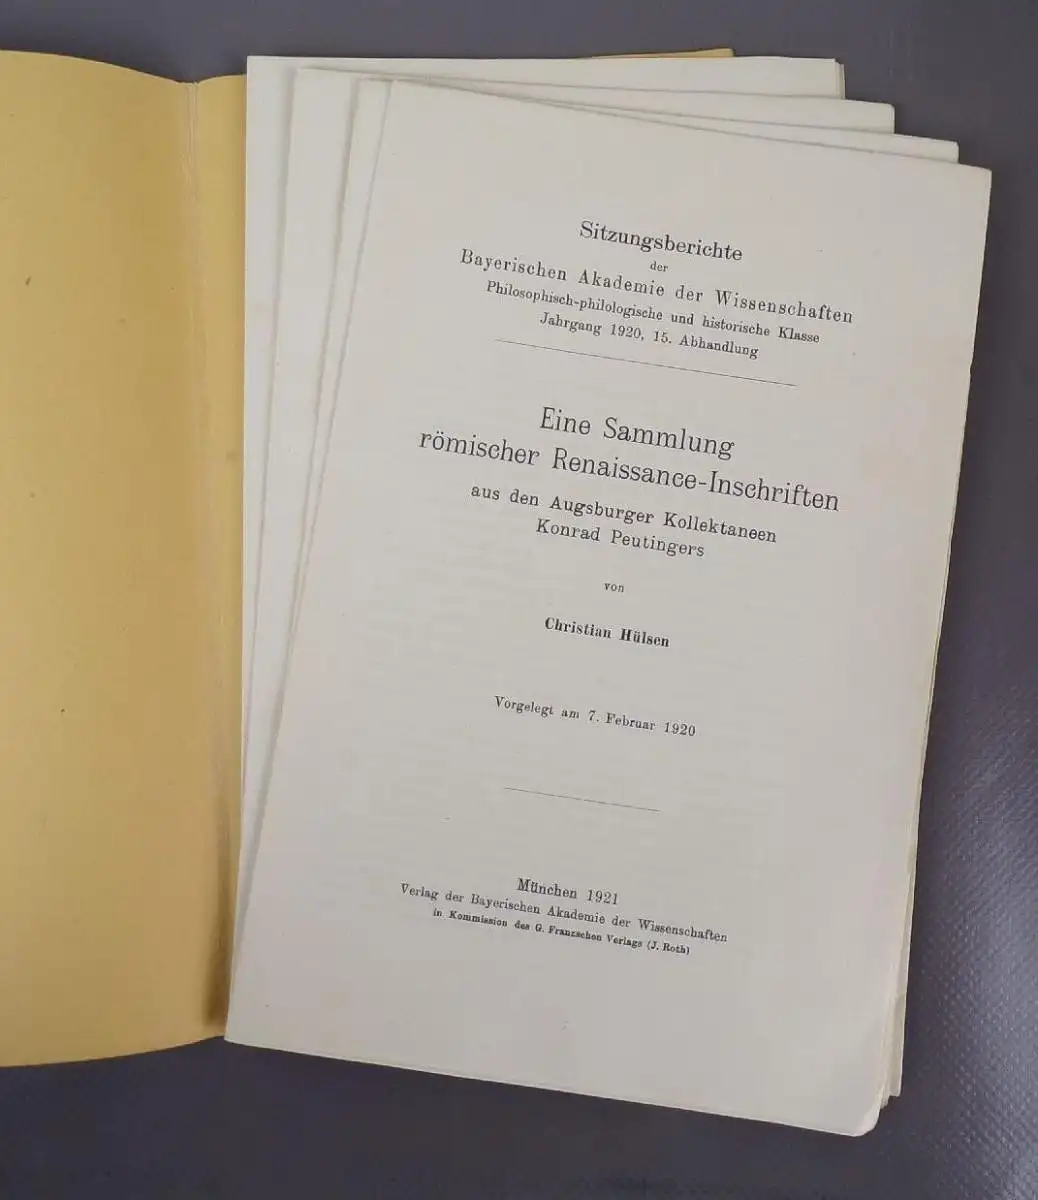 Sitzungsberichte
der
Bayerischen Akademie der Wissenschaften
Philosophisch-philologische und historische Klasse
Jahrgang 1920, 15. Abhandlung
Eine Sammlung
römischer Renaissance-Inschriften
aus den Augsburger Kollektaneen
Konrad Peutingers
von
Christian Hülsen
Vorgelegt am 7. Februar 1920
München 1921
Verlag der Bayerischen Akademie der Wissenschaften
in Kommission des G. Franzschen Verlags (J. Roth)